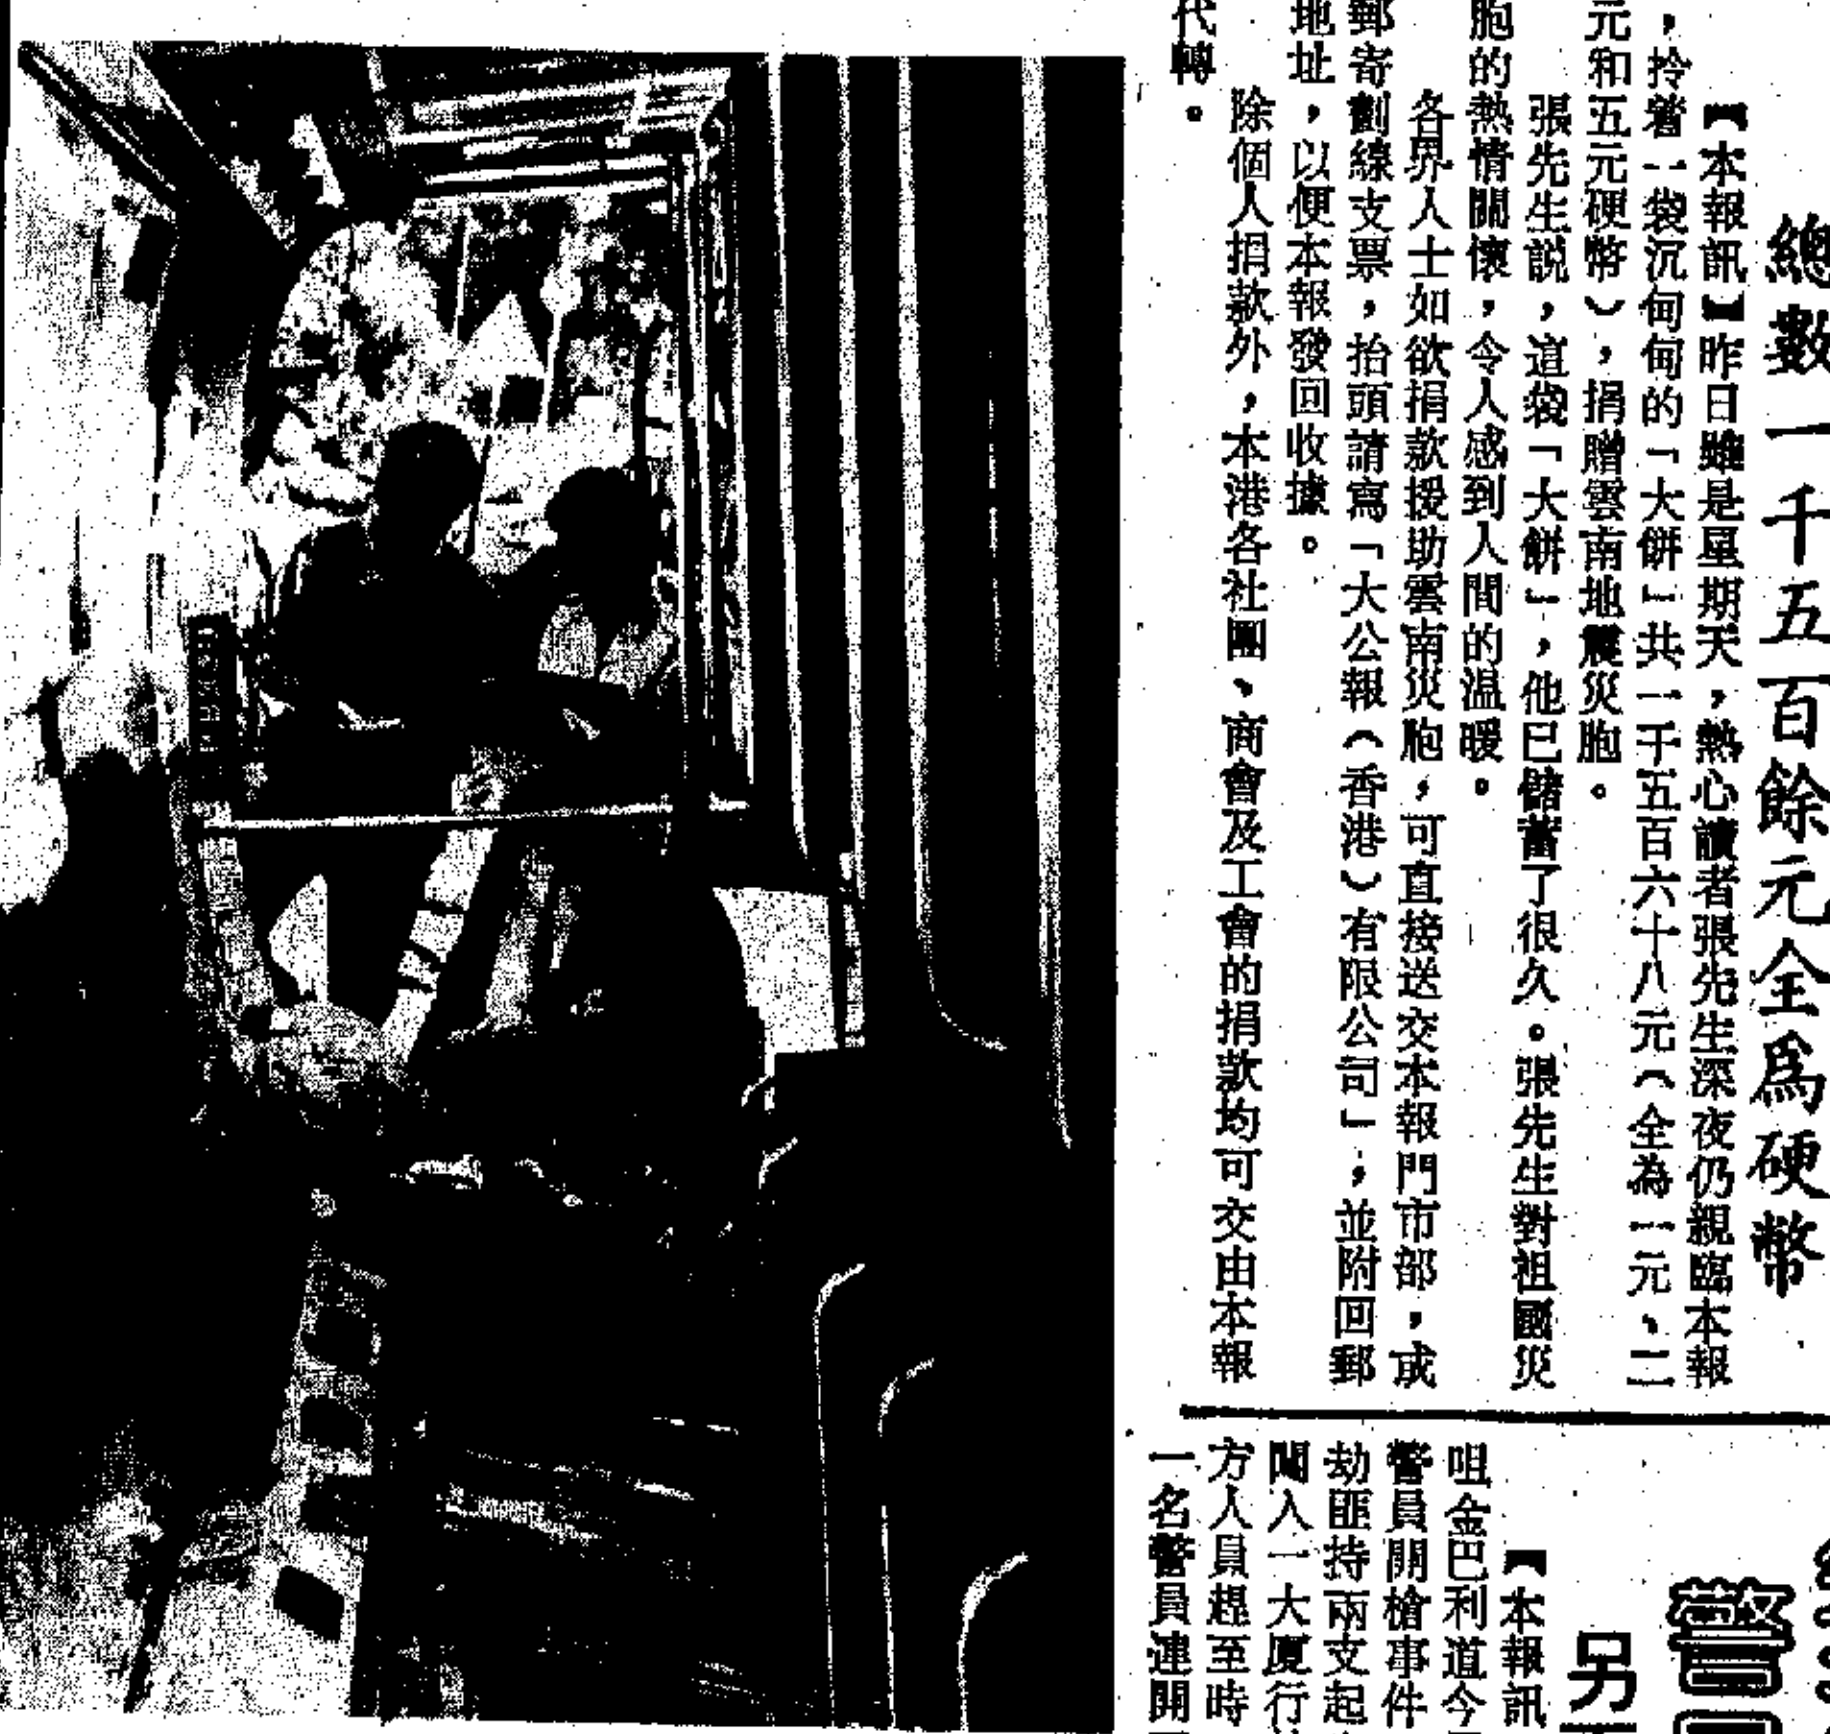 總數一千五百餘元全為硬幣
【本報訊】昨日雖是星期天，熱心讀者張先生深夜仍親臨本報
，拎着一袋沉甸甸的「大餅」共一千五百六十八元（全為一元、二
元和五元硬幣），捐贈雲南地震災胞。
張先生説，這袋「大餅」，他已儲蓄了很久。張先生對祖國災
胞的熱情關懷，令人感到人間的温暖。
各界人士如欲捐款援助雲南災胞，可直接送交本報門市部，或
郵寄劃線支票，抬頭請寫「大公報（香港）有限公司」，並附回郵
地址，以便本報發回收據。
除個人捐款外，本港各社團、商會及工會的捐款均可交由本報
代轉。
警
另
【本報訊
咀金巴利道今
警員開槍事件
劫匪持兩支起
闖入一大廈行
方人員趕至時
一名警員連開